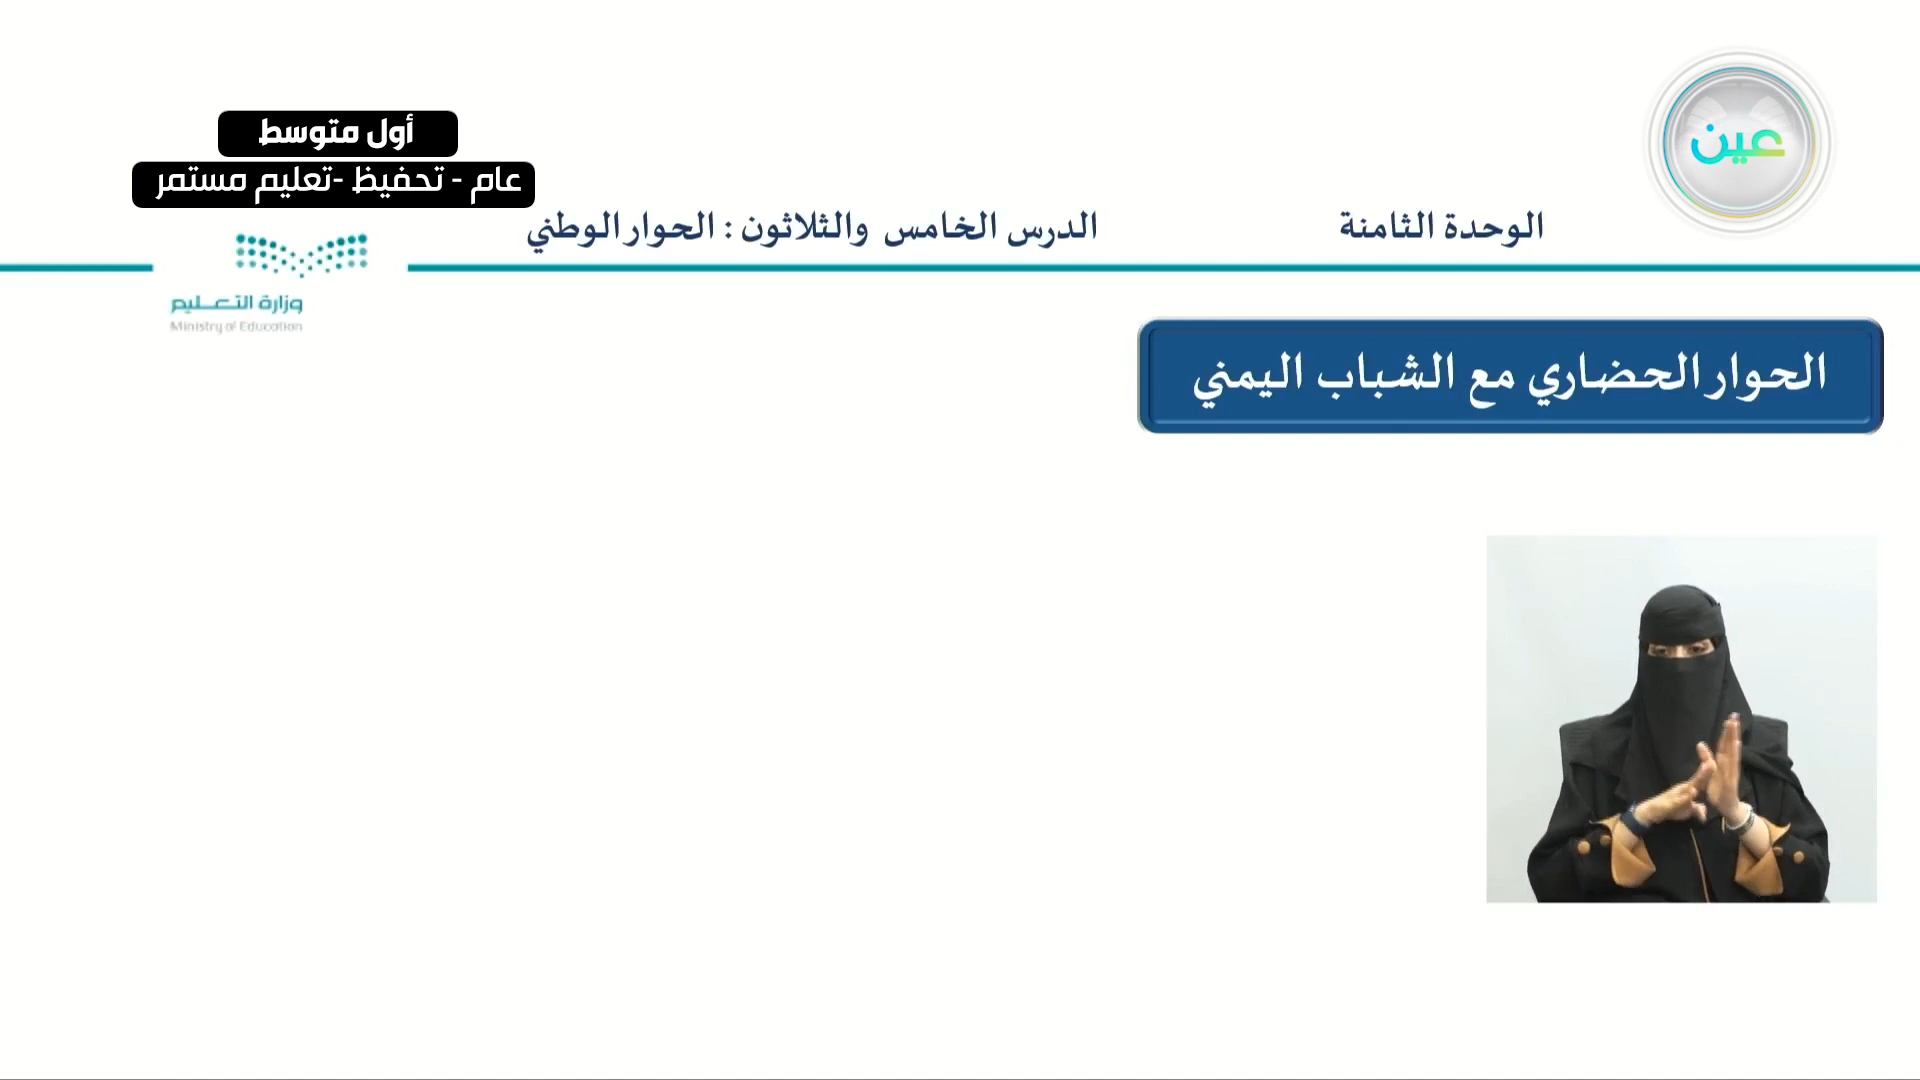 عين
أول متوسط
عام - تحفيظ -تعليم مستمر
الوحدة الثامنة
الدرس الخامس والثلاثون : الحوار الوطني
وزارة التعليم
Ministry of Education
الحوار الحضاري مع الشباب اليمني